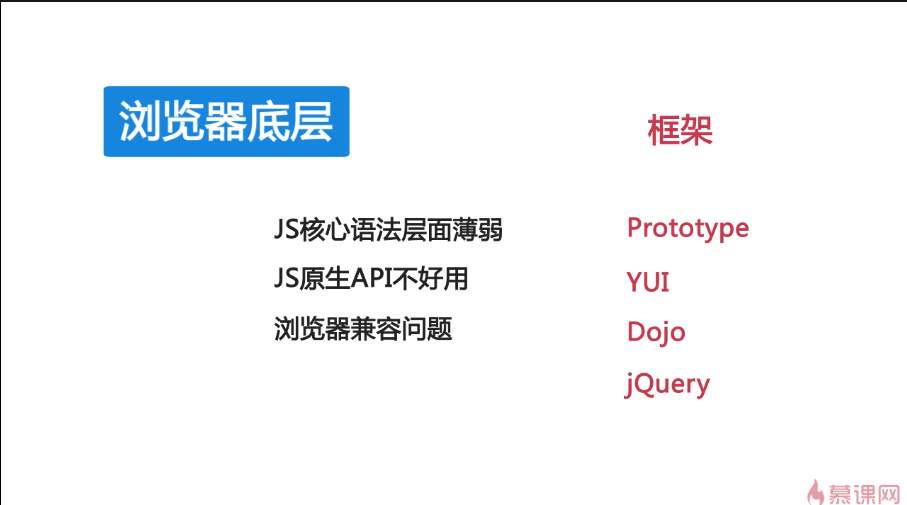 浏览器底层
框架
JS核心语法层面薄弱
Prototype
JS原生API不好用
YUI
浏览器兼容问题
Dojo
jQuery
慕课网